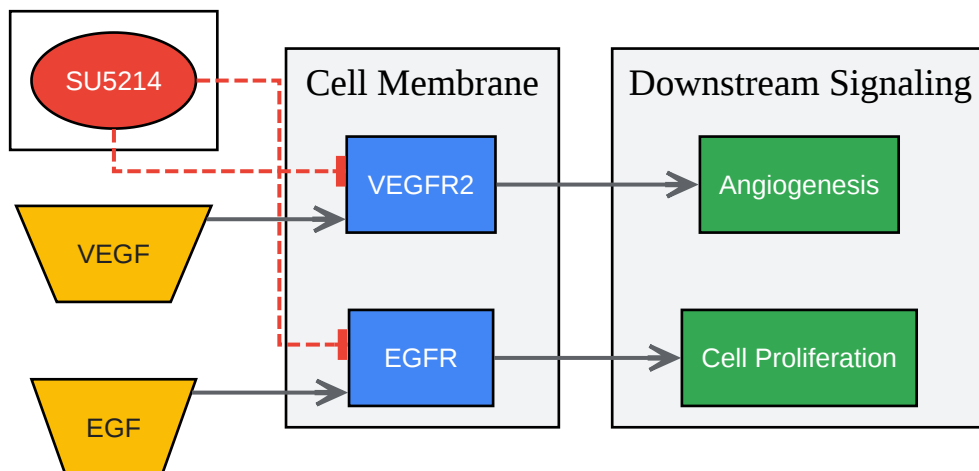 SU5214
Cell Membrane
Downstream Signaling
VEGFR2
Angiogenesis
VEGF
EGFR
Cell Proliferation
EGF